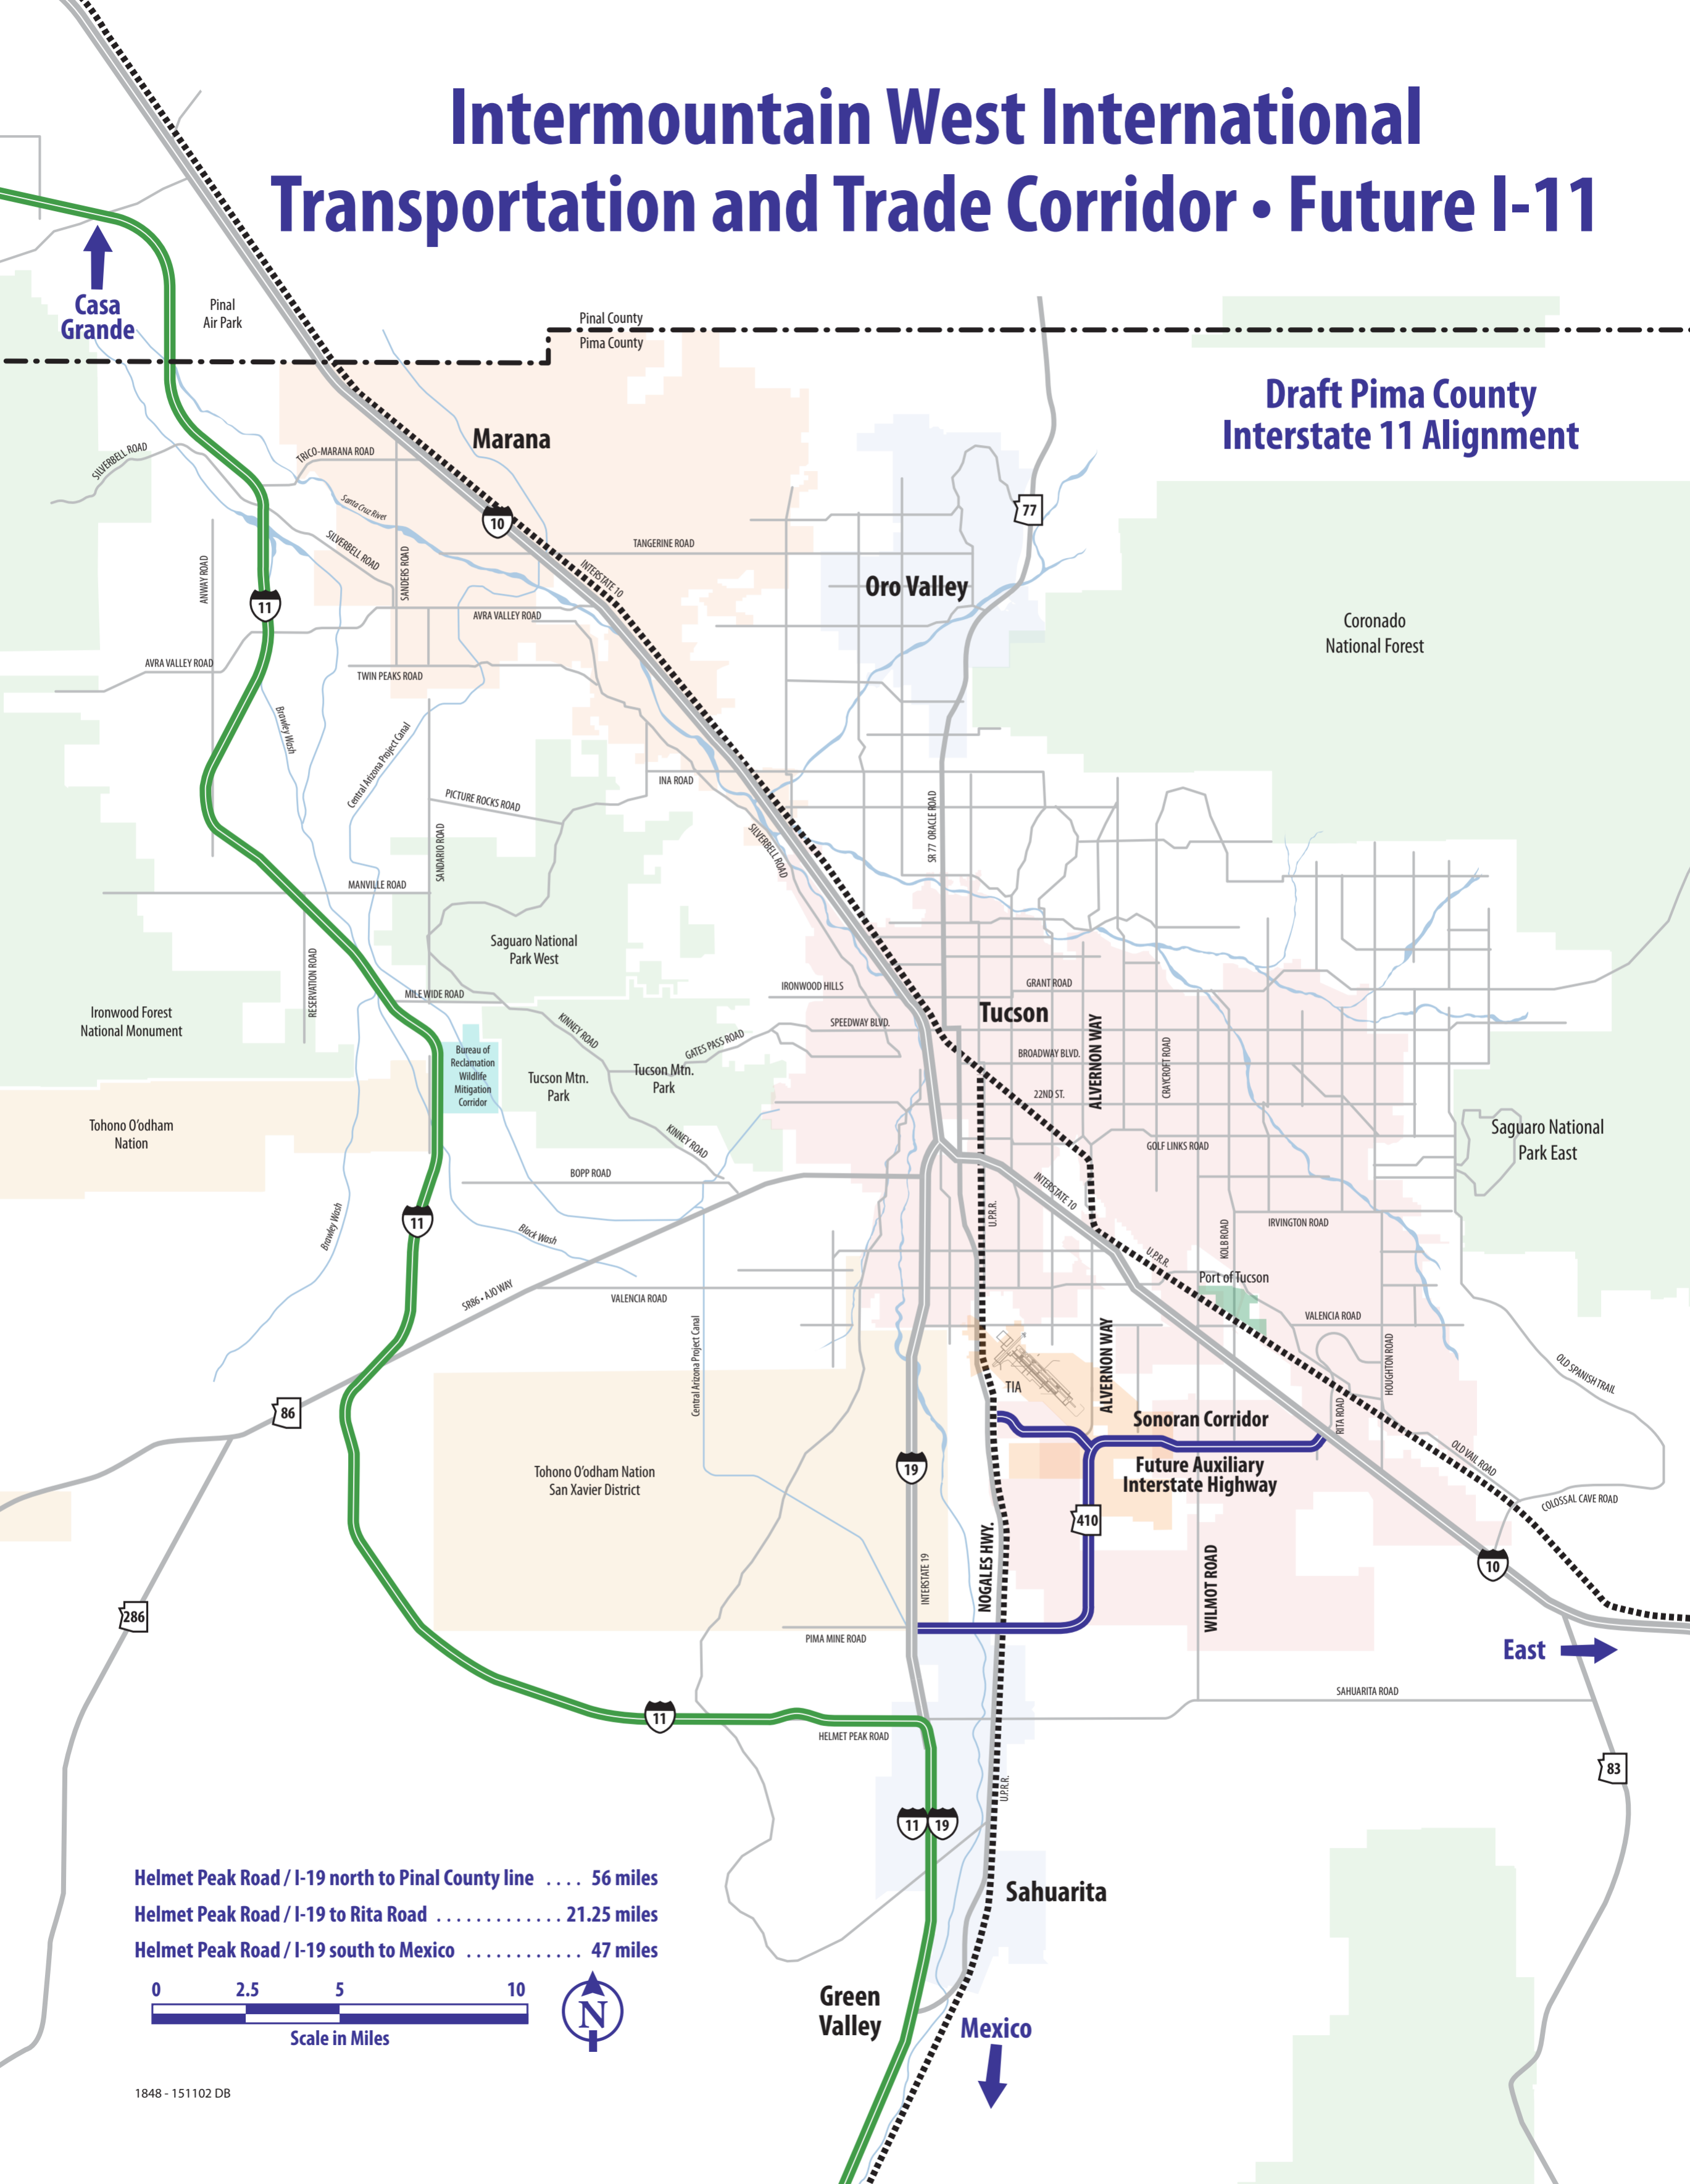 Intermountain West International
Transportation and Trade Corridor • Future I-11
Casa
Grande
Pinal
Air Park
Pinal County
Pima County
Draft Pima County
Interstate 11 Alignment
Marana
SILVERBELL ROAD
TRICO-MARANA ROAD
Santa Cruz River
10
77
SILVERBELL ROAD
TANGERINE ROAD
INTERSTATE 10
ANWAY ROAD
SANDERS ROAD
Oro Valley
11
AVRA VALLEY ROAD
Coronado
National Forest
AVRA VALLEY ROAD
TWIN PEAKS ROAD
Brawley Wash
Central Arizona Project Canal
INA ROAD
PICTURE ROCKS ROAD
SANDARIO ROAD
SILVERBELL ROAD
SR 77 ORACLE ROAD
MANVILLE ROAD
Saguaro National
Park West
RESERVATION ROAD
MILE WIDE ROAD
IRONWOOD HILLS
GRANT ROAD
Ironwood Forest
National Monument
KINNEY ROAD
GATES PASS ROAD
SPEEDWAY BLVD.
Tucson
BROADWAY BLVD.
ALVERNON WAY
CRAYCROFT ROAD
Bureau of
Reclamation
Wildlife
Mitigation
Corridor
Tucson Mtn.
Park
Tucson Mtn.
Park
22ND ST.
Tohono O'odham
Nation
KINNEY ROAD
GOLF LINKS ROAD
Saguaro National
Park East
BOPP ROAD
INTERSTATE 10
11
Brawley Wash
Black Wash
U.P.R.R.
IRVINGTON ROAD
KOLB ROAD
U.P.R.R.
Port of Tucson
SR86 • AJO WAY
VALENCIA ROAD
VALENCIA ROAD
Central Arizona Project Canal
ALVERNON WAY
HOUGHTON ROAD
OLD SPANISH TRAIL
TIA
86
RITA ROAD
Sonoran Corridor
Future Auxiliary
Interstate Highway
OLD VAIL ROAD
COLOSSAL CAVE ROAD
Tohono O'odham Nation
San Xavier District
19
410
INTERSTATE 19
NOGALES HWY.
WILMOT ROAD
10
286
PIMA MINE ROAD
East
SAHUARITA ROAD
11
HELMET PEAK ROAD
83
U.P.R.R.
11
19
Sahuarita
Helmet Peak Road / I-19 north to Pinal County line . . . . 56 miles
Helmet Peak Road / I-19 to Rita Road . . . . . . . . . . . . . 21.25 miles
Helmet Peak Road / I-19 south to Mexico . . . . . . . . . . . . 47 miles
0 2.5 5 10
Scale in Miles
N
Green
Valley
Mexico
1848 - 151102 DB